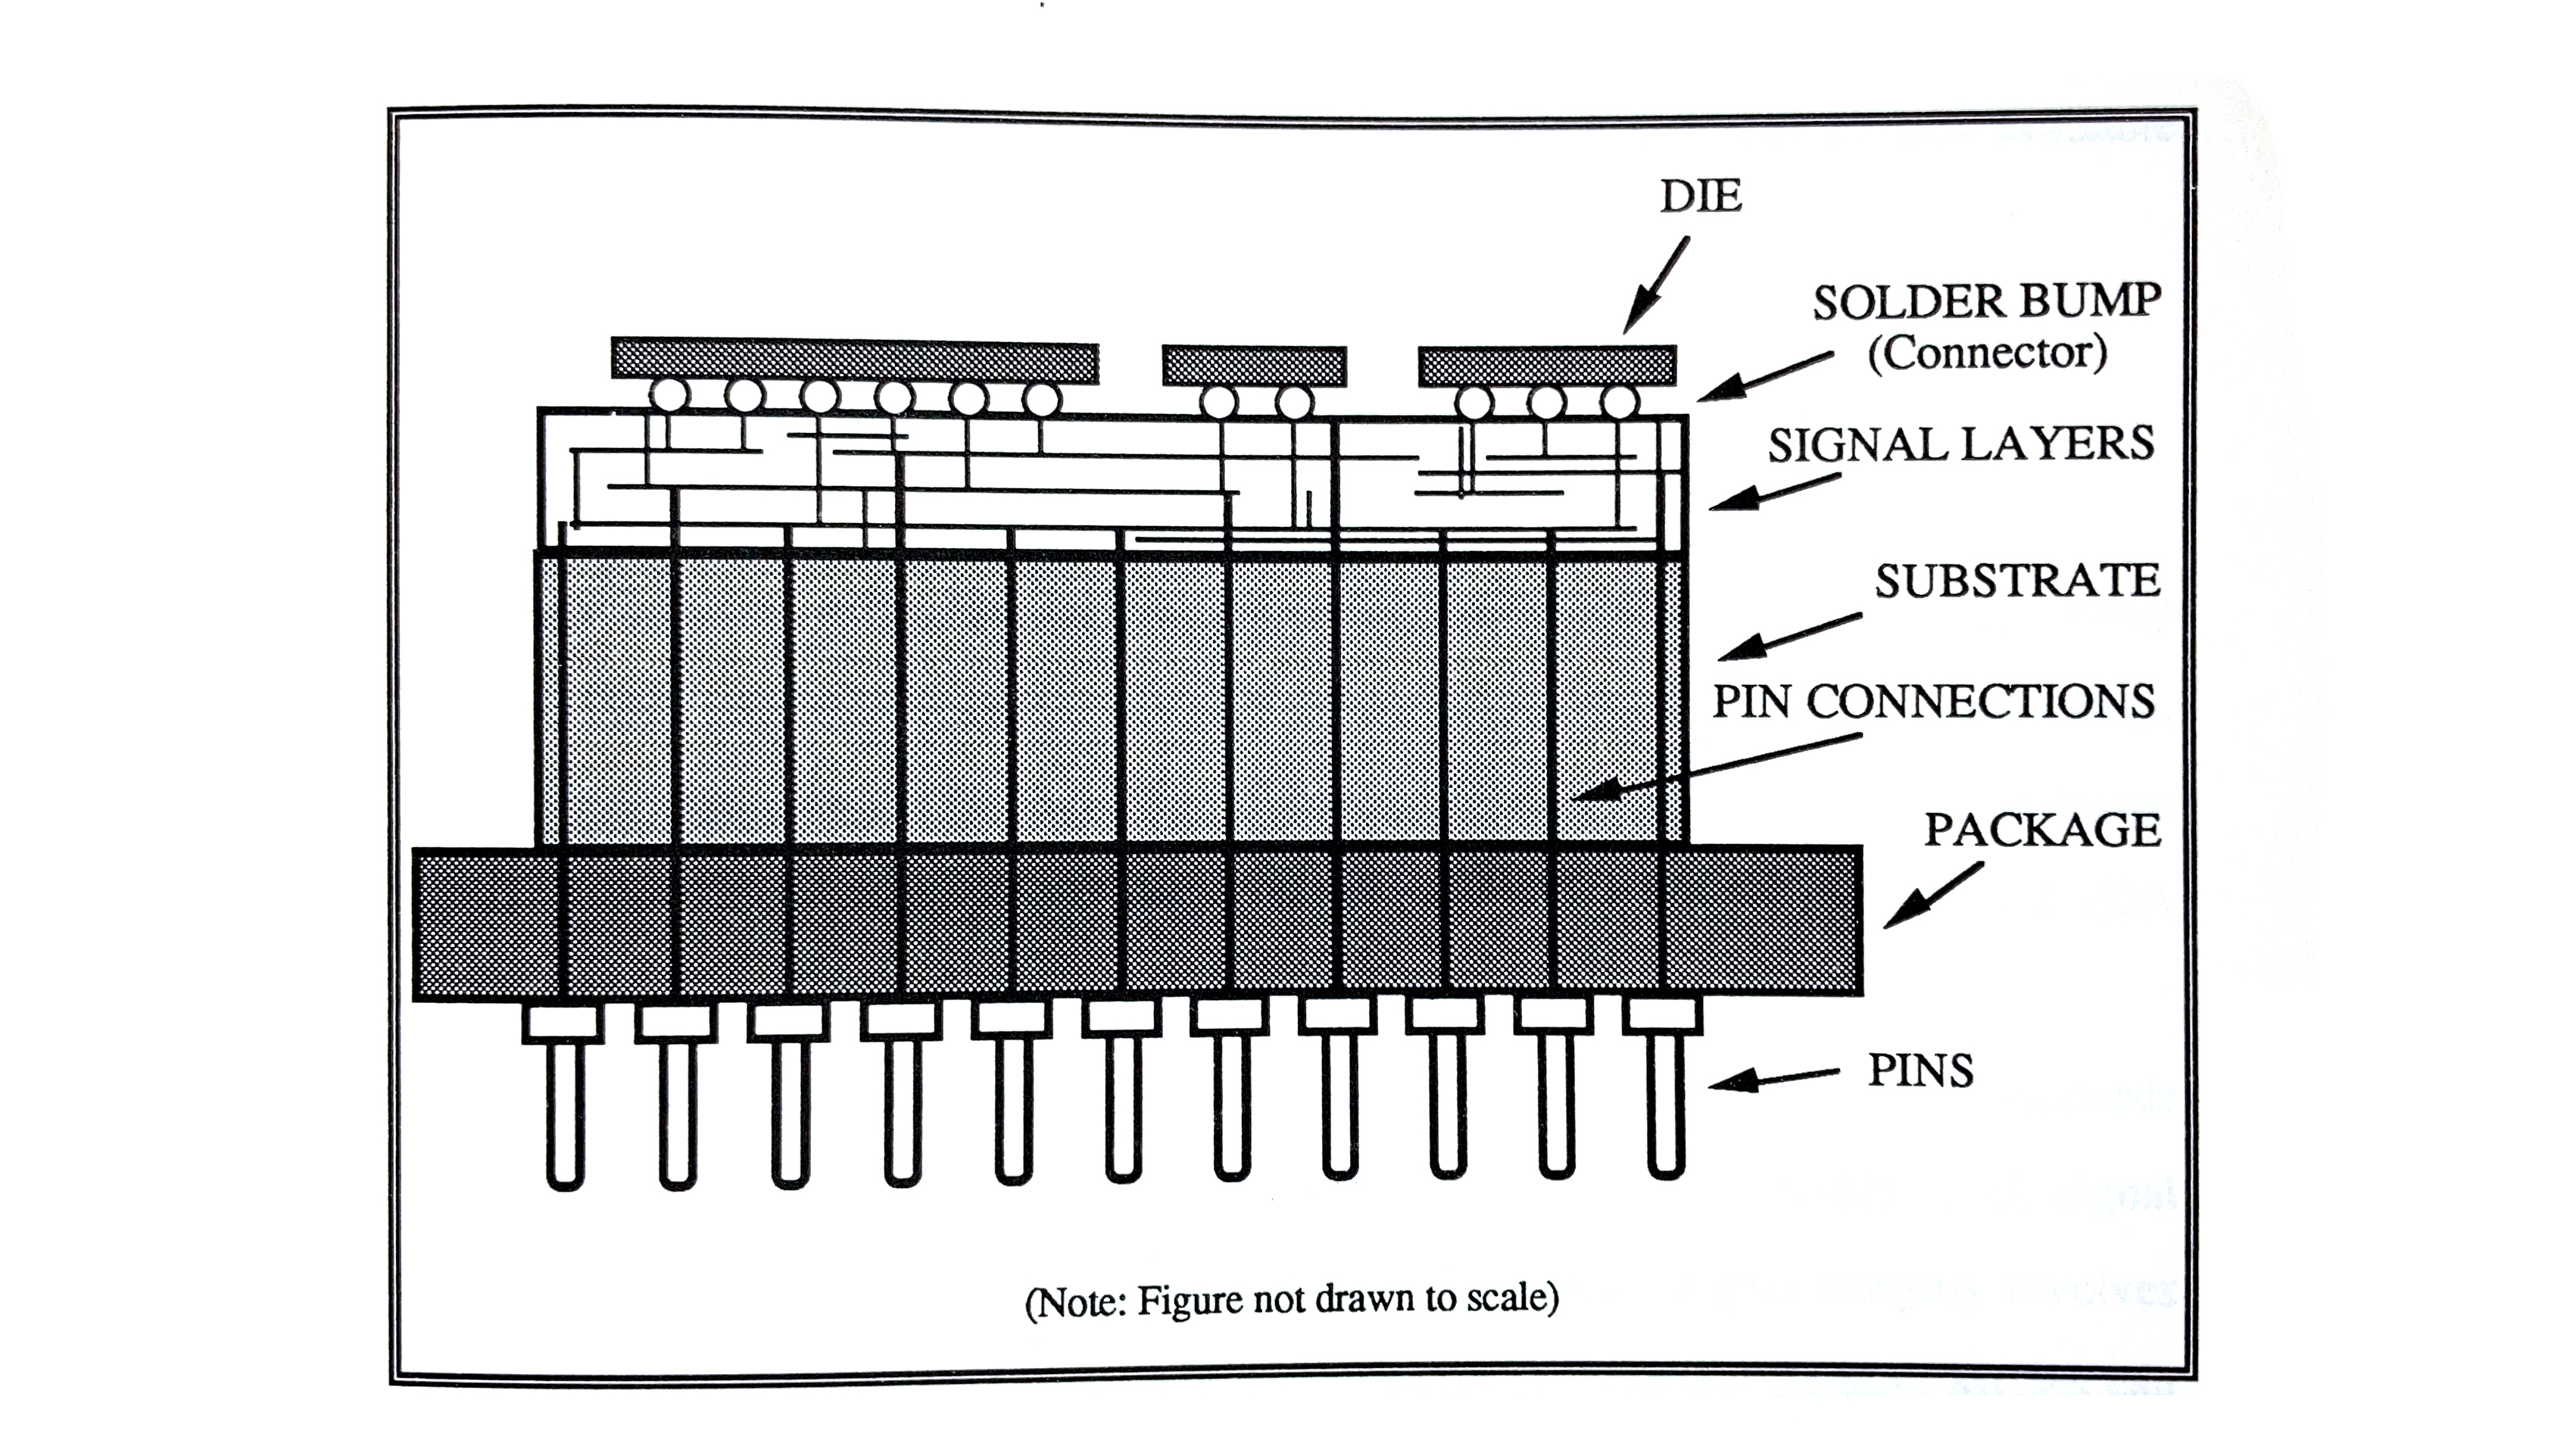 DIE
SOLDER BUMP
(Connector)
SIGNAL LAYERS
SUBSTRATE
PIN CONNECTIONS
PACKAGE
PINS
(Note: Figure not drawn to scale)